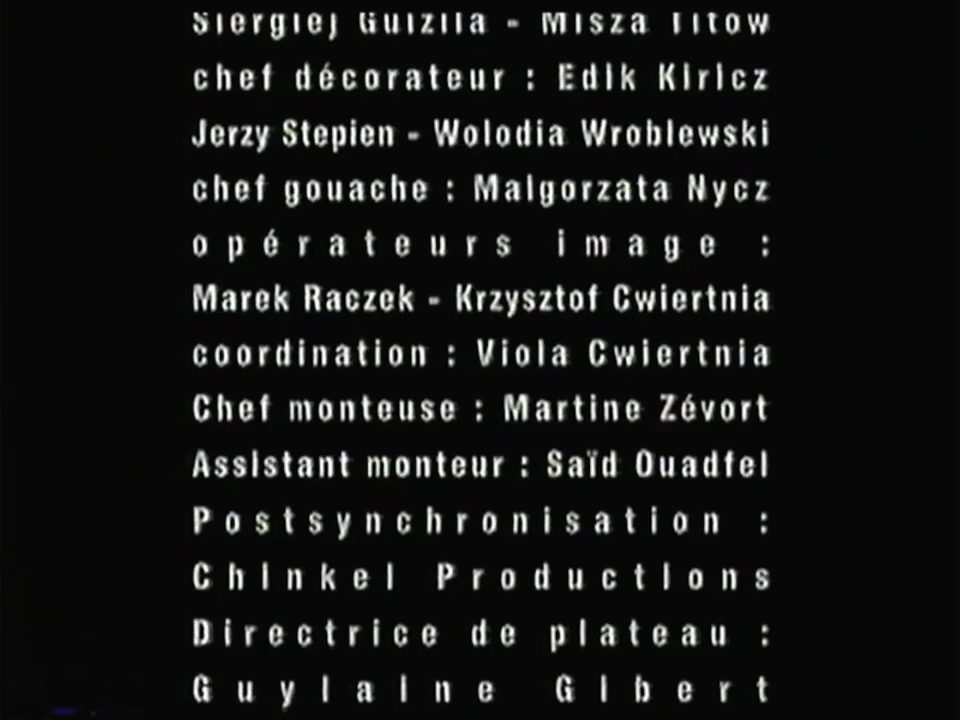 Siergiej Guizila - Misza Titow
chef décorateur : Edik Kiricz
Jerzy Stepien - Wolodia Wroblewski
chef gouache : Malgorzata Nycz
opérateurs image :
Marek Raczek - Krzysztof Cwiertnia
coordination : Viola Cwiertnia
Chef monteuse : Martine Zévort
Assistant monteur : Saïd Ouadfel
Postsynchronisation :
Chinkel Productions
Directrice de plateau :
Guylaine Gibert